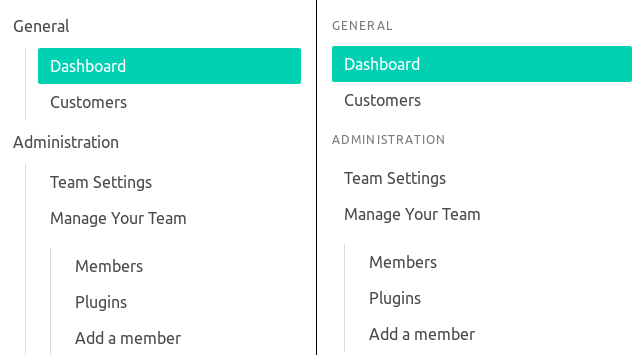 General
Dashboard
Customers
Administration
Team Settings
Manage Your Team
Members
Plugins
Add a member
GENERAL
Dashboard
Customers
ADMINISTRATION
Team Settings
Manage Your Team
Members
Plugins
Add a member